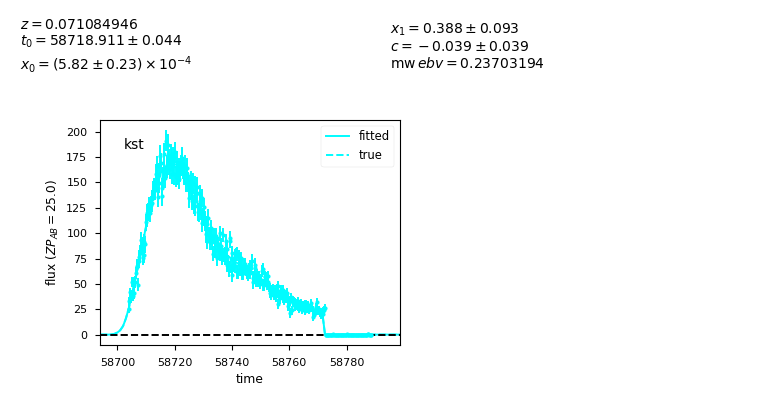 z = 0.071084946
t₀ = 58718.911 ± 0.044
x₀ = (5.82 ± 0.23) × 10⁻⁴
x₁ = 0.388 ± 0.093
c = −0.039 ± 0.039
mw ebv = 0.23703194
kst
fitted
true
200
175
150
125
100
75
50
25
0
flux (ZP_AB = 25.0)
58700 58720 58740 58760 58780
time